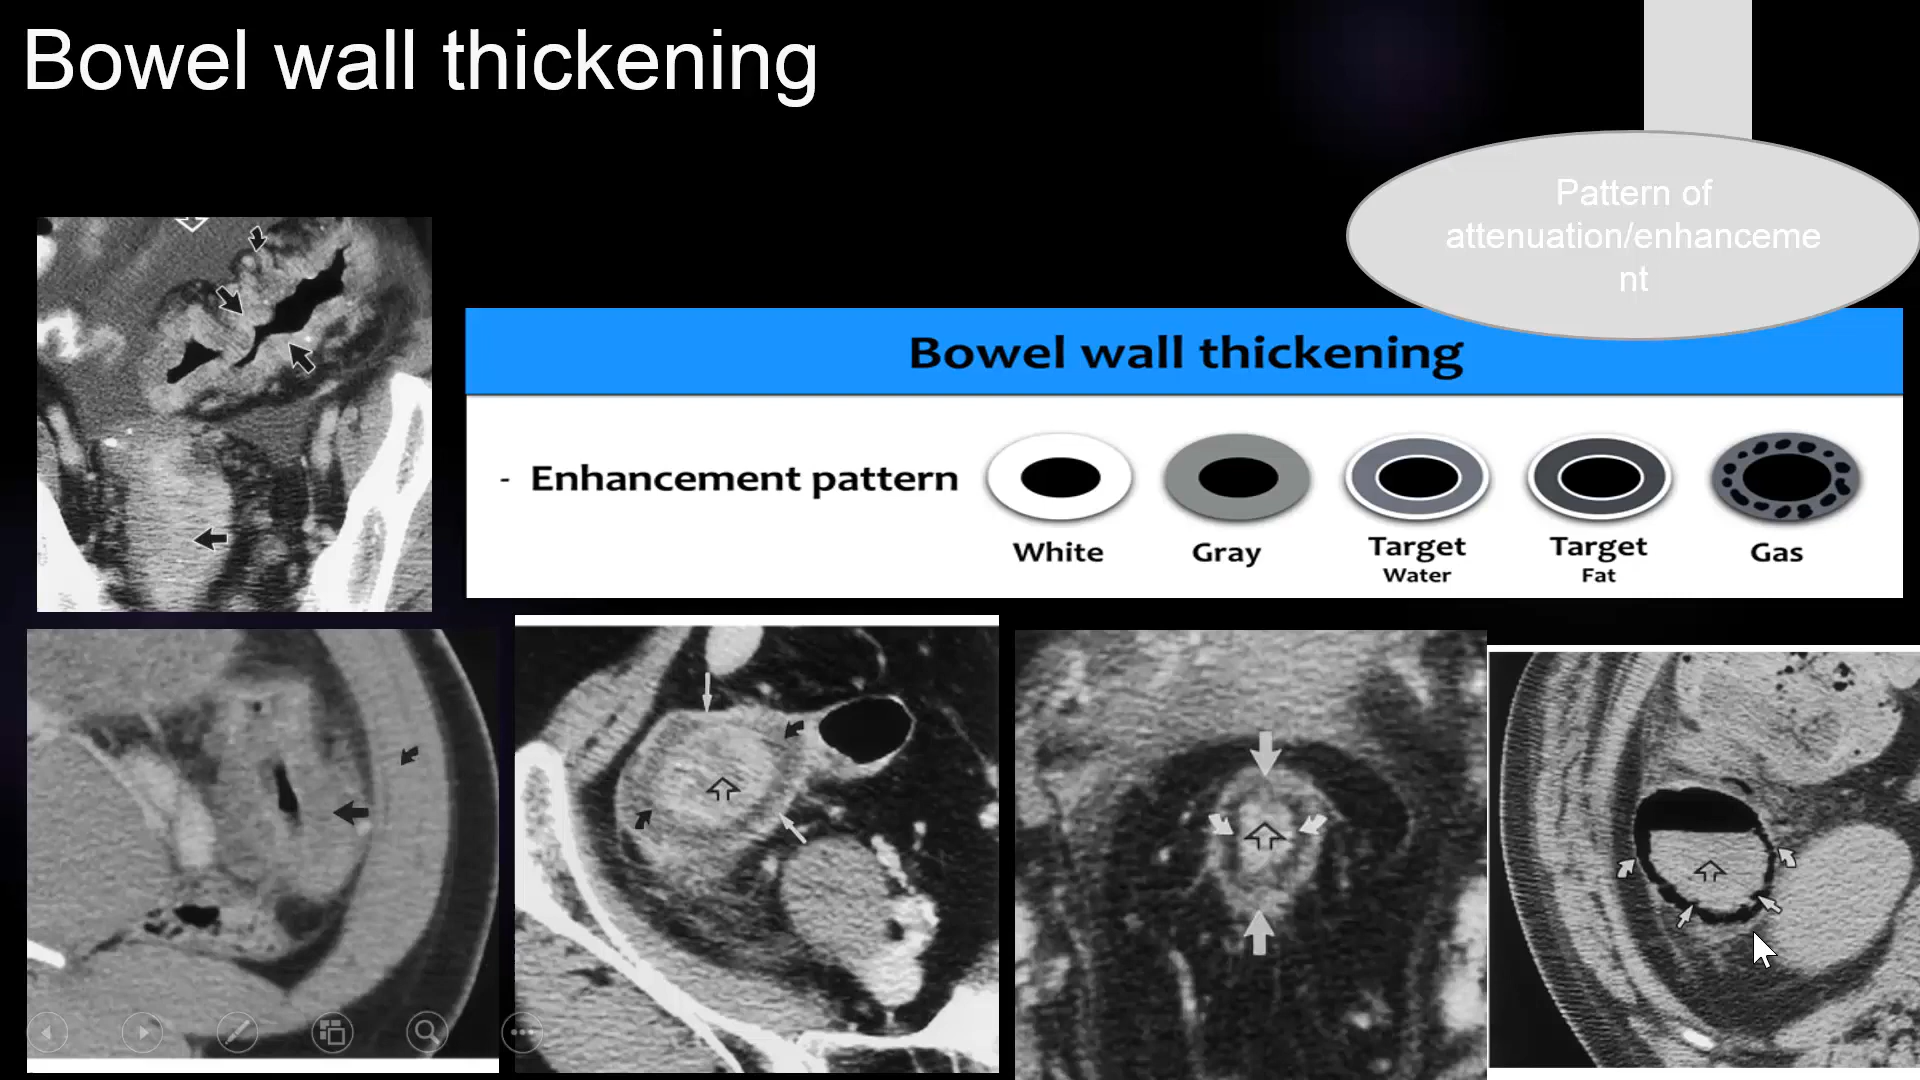 Bowel wall thickening
Pattern of
attenuation/enhanceme
nt
Bowel wall thickening
- Enhancement pattern
White
Gray
Target
Water
Target
Fat
Gas